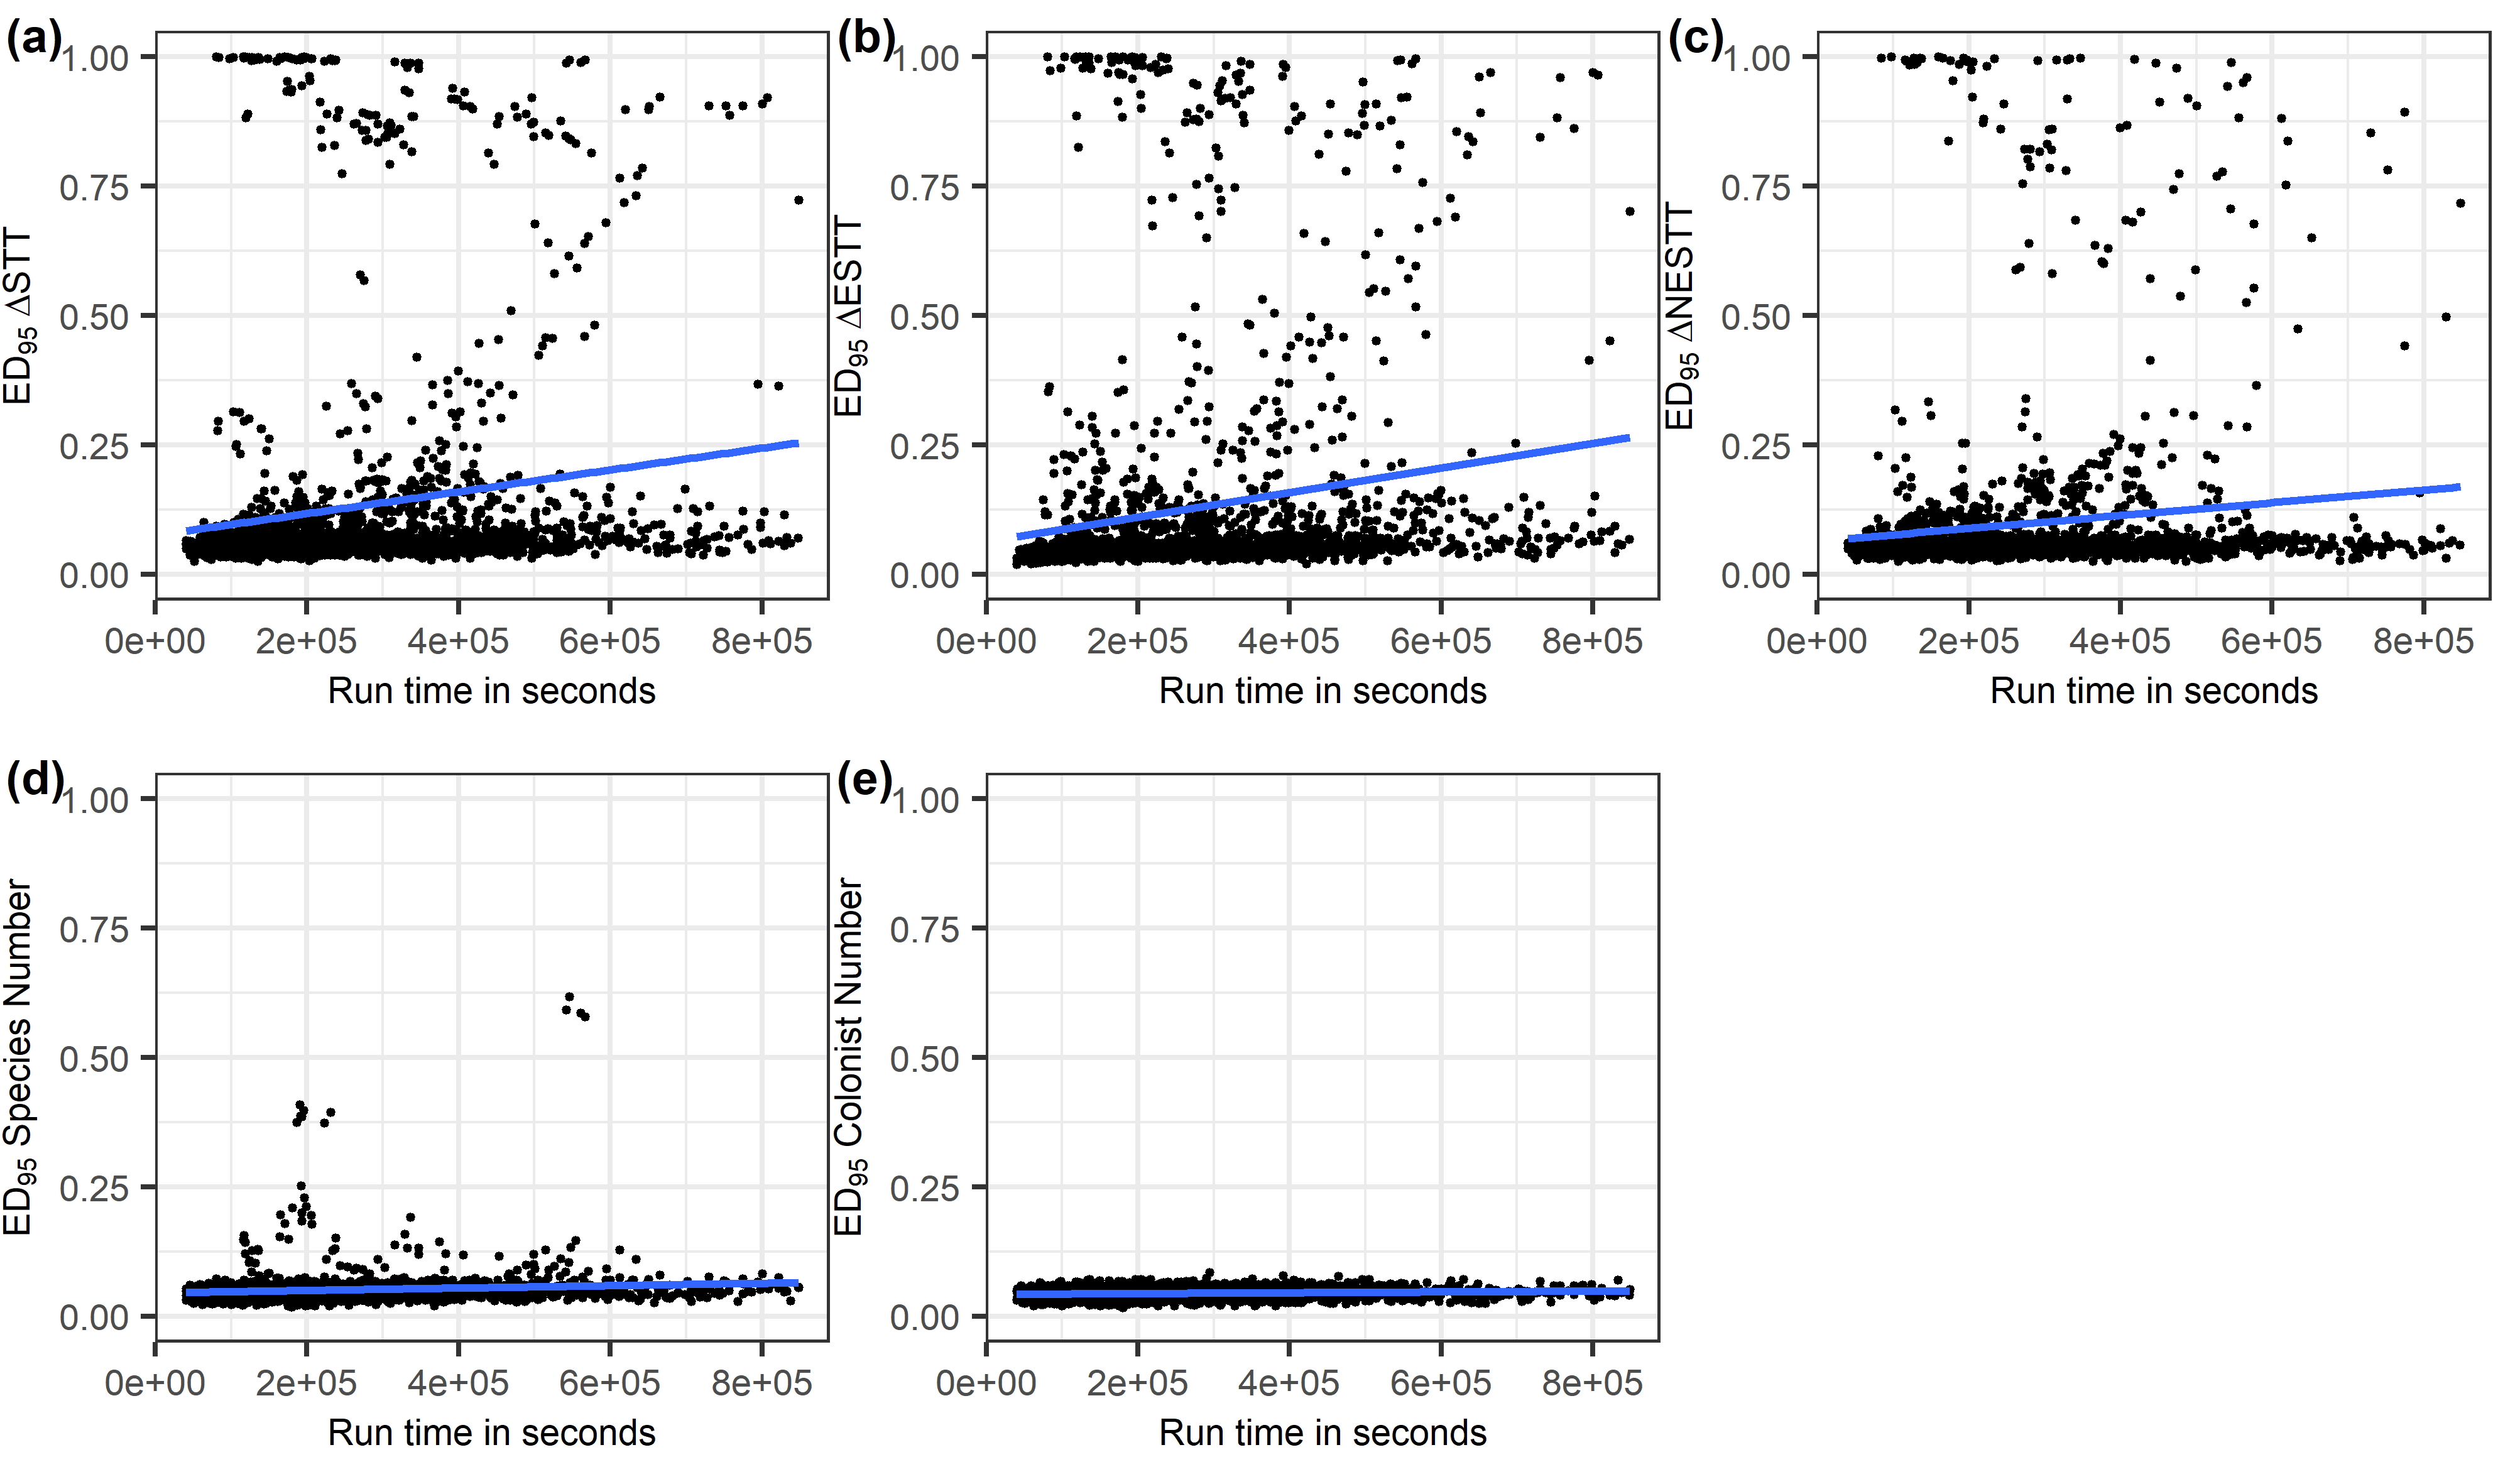 (a)
ED95 ΔSTT
1.00
0.75
0.50
0.25
0.00
0e+00 2e+05 4e+05 6e+05 8e+05
Run time in seconds
(b)
ED95 ΔESTT
1.00
0.75
0.50
0.25
0.00
0e+00 2e+05 4e+05 6e+05 8e+05
Run time in seconds
(c)
ED95 ΔNESTT
1.00
0.75
0.50
0.25
0.00
0e+00 2e+05 4e+05 6e+05 8e+05
Run time in seconds
(d)
ED95 Species Number
1.00
0.75
0.50
0.25
0.00
0e+00 2e+05 4e+05 6e+05 8e+05
Run time in seconds
(e)
ED95 Colonist Number
1.00
0.75
0.50
0.25
0.00
0e+00 2e+05 4e+05 6e+05 8e+05
Run time in seconds